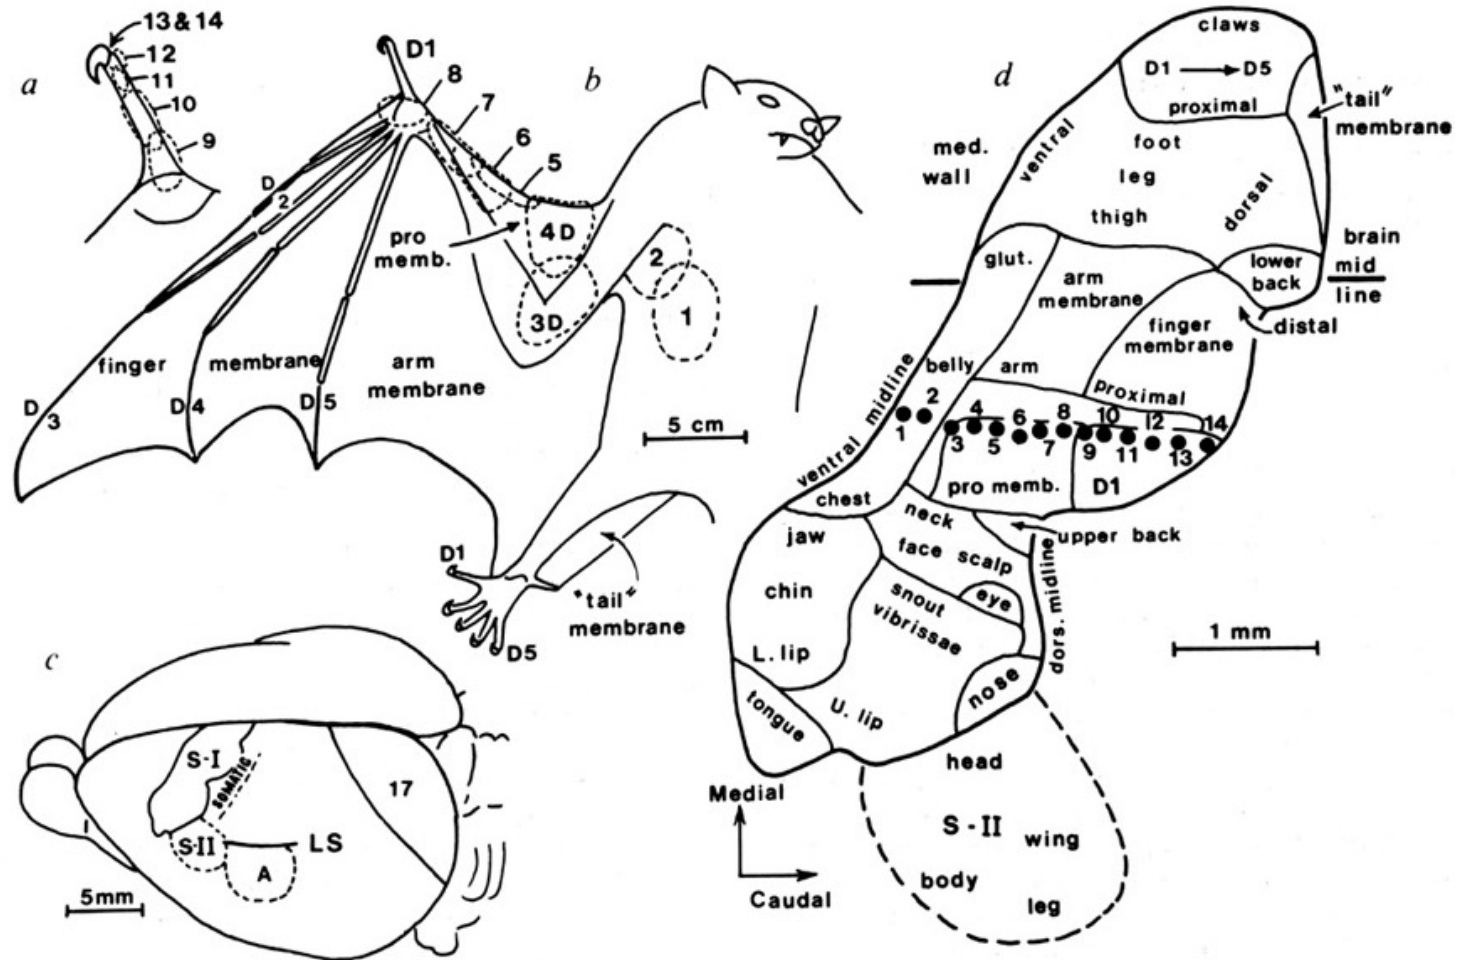 a
13 & 14
12
11
10
9
b
D1
8
7
6
5
4D
3D
2
1
pro
memb.
D
2
finger
membrane
arm
membrane
D
3
D4
D5
5 cm
D1
D5
"tail"
membrane
c
S-I
SOMATIC
S-II
LS
A
17
5mm
d
claws
D1
D5
proximal
"tail"
membrane
med.
wall
ventral
foot
leg
thigh
dorsal
brain
mid
line
glut.
arm
membrane
lower
back
distal
finger
membrane
belly
arm
proximal
ventral midline
2
4
6
8
10
12
14
1
3
5
7
9
11
13
pro memb.
D1
chest
neck
upper back
jaw
face scalp
chin
snout
vibrissae
eye
dors. midline
1 mm
L. lip
nose
tongue
U. lip
head
Medial
Caudal
S-II
wing
body
leg